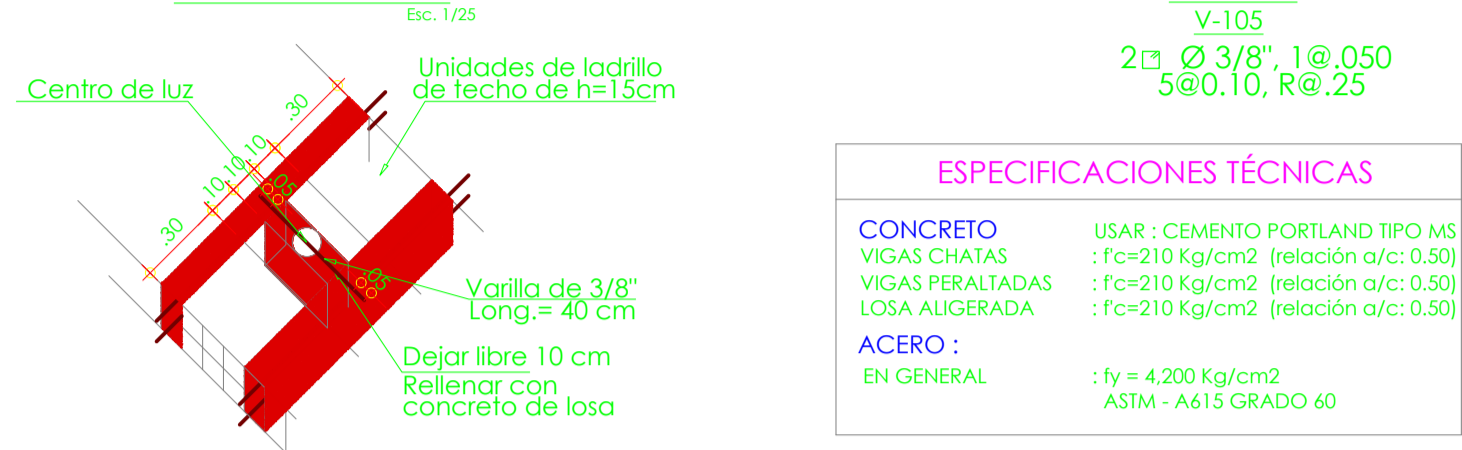 Esc. 1/25
Centro de luz
Unidades de ladrillo
de techo de h=15cm
.30
.10
.10
.10
.30
.05
.05
Varilla de 3/8"
Long.= 40 cm
Dejar libre 10 cm
Rellenar con
concreto de losa
V-105
2 Ø 3/8", 1@.050
5@0.10, R@.25
ESPECIFICACIONES TÉCNICAS
CONCRETO USAR : CEMENTO PORTLAND TIPO MS
VIGAS CHATAS : f'c=210 Kg/cm2 (relación a/c: 0.50)
VIGAS PERALTADAS : f'c=210 Kg/cm2 (relación a/c: 0.50)
LOSA ALIGERADA : f'c=210 Kg/cm2 (relación a/c: 0.50)
ACERO :
EN GENERAL : fy = 4,200 Kg/cm2
ASTM - A615 GRADO 60